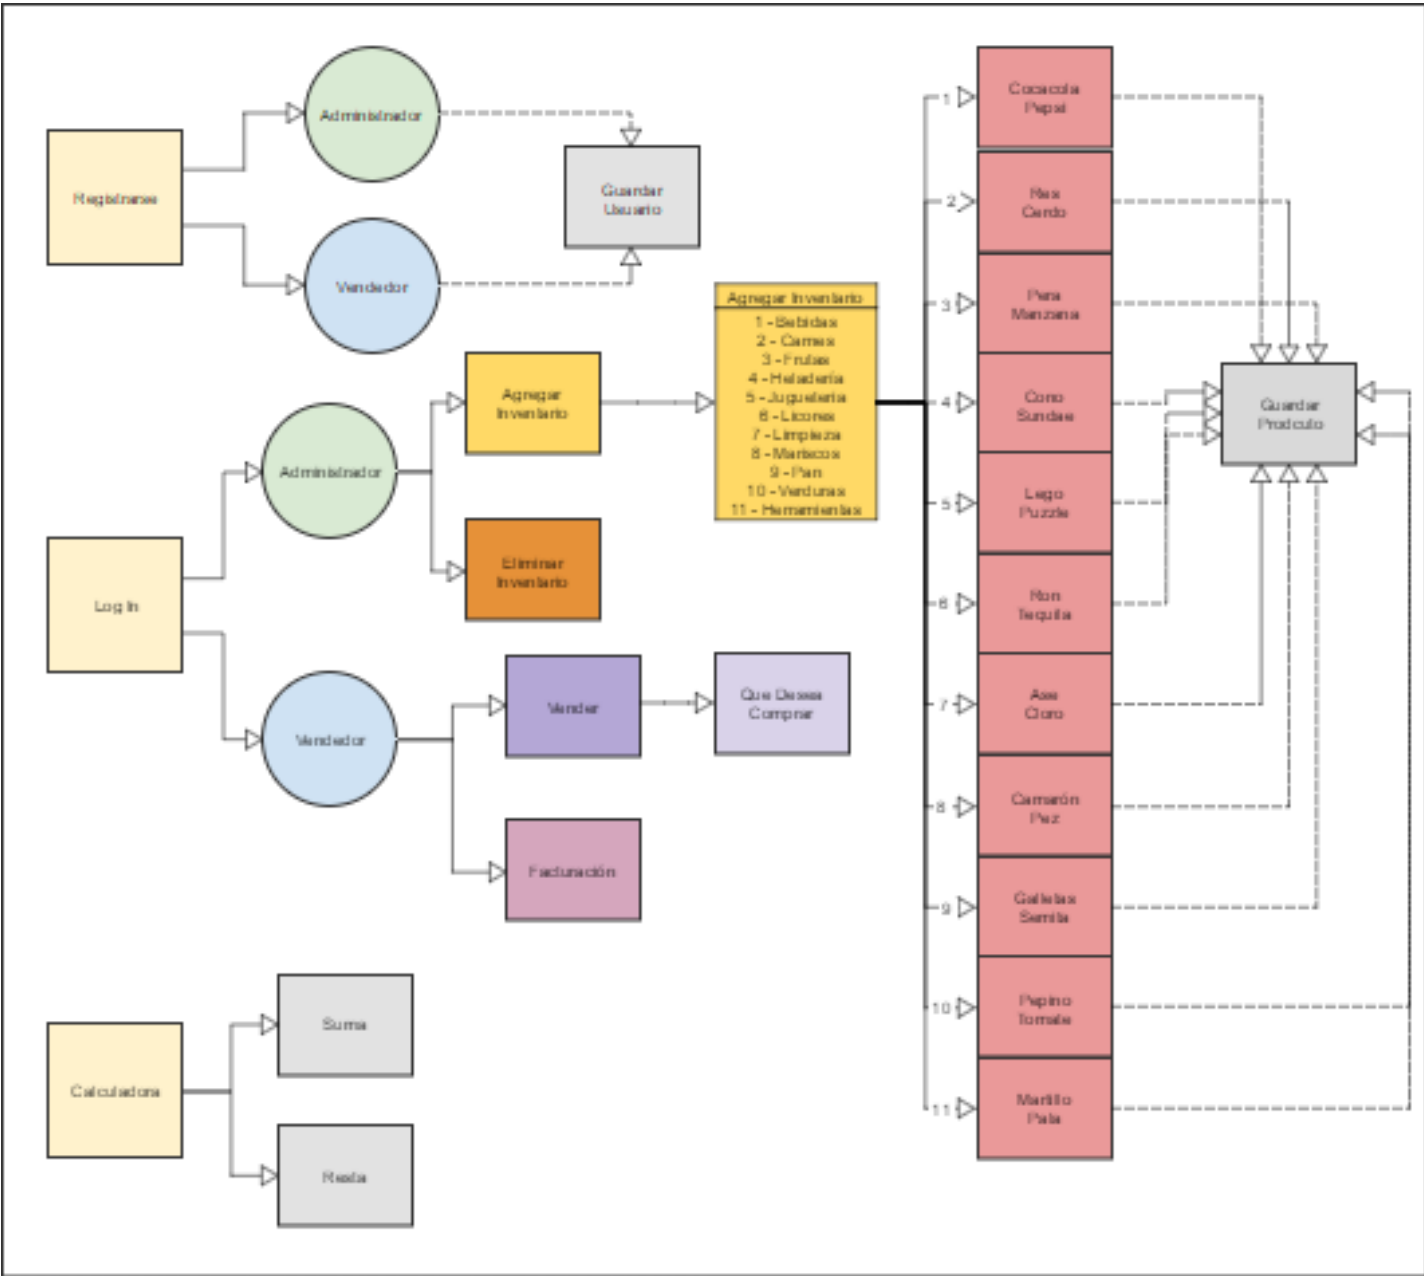 Registrarse
Administrador
Vendedor
Guardar
Usuario
Log In
Administrador
Vendedor
Agregar
Inventario
Eliminar
Inventario
Vender
Que Desea
Comprar
Facturación
Calculadora
Suma
Resta
Agregar Inventario
1 - Bebidas
2 - Carnes
3 - Frutas
4 - Heladería
5 - Juguetería
6 - Licores
7 - Limpieza
8 - Mariscos
9 - Pan
10 - Verduras
11 - Herramientas
1
Cocacola
Pepsi
2
Res
Cerdo
3
Pera
Manzana
4
Cono
Sundae
5
Lego
Puzzle
6
Ron
Tequila
7
Axe
Cloro
8
Camarón
Pez
9
Galletas
Semita
10
Pepino
Tomate
11
Martillo
Pala
Guardar
Prodcuto